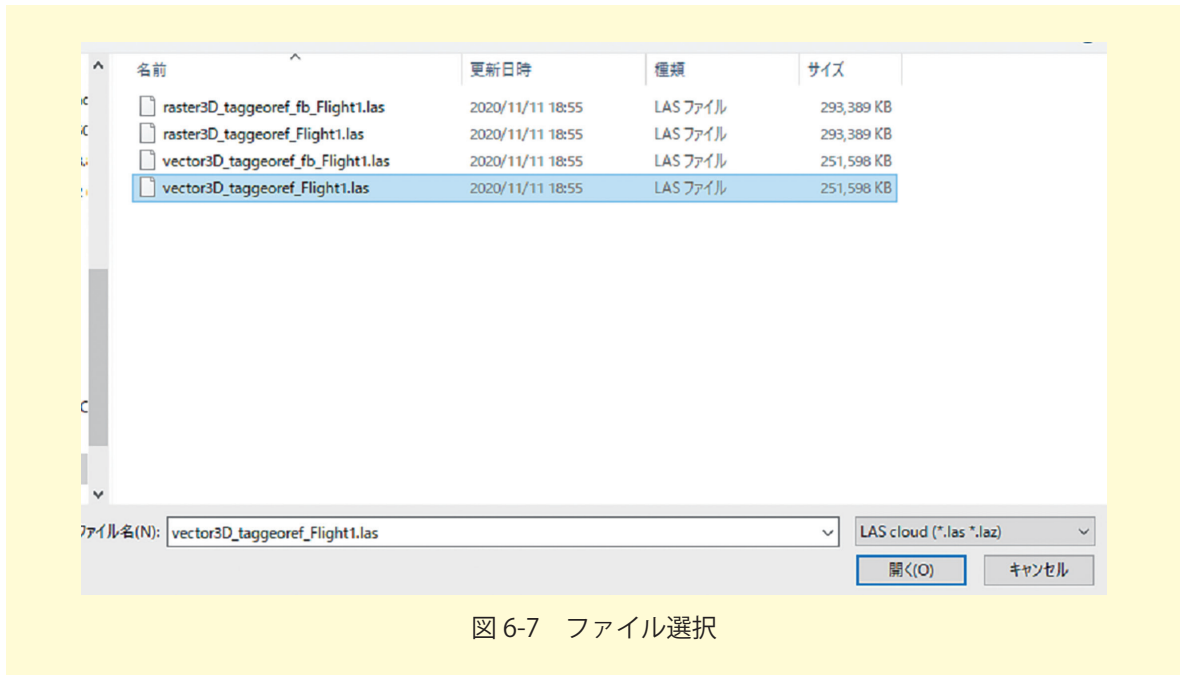 名前 更新日時 種類 サイズ
raster3D_taggeoref_fb_Flight1.las 2020/11/11 18:55 LAS ファイル 293,389 KB
raster3D_taggeoref_Flight1.las 2020/11/11 18:55 LAS ファイル 293,389 KB
vector3D_taggeoref_fb_Flight1.las 2020/11/11 18:55 LAS ファイル 251,598 KB
vector3D_taggeoref_Flight1.las 2020/11/11 18:55 LAS ファイル 251,598 KB
ファイル名(N): vector3D_taggeoref_Flight1.las LAS cloud (*.las *.laz)
開く(O) キャンセル
図 6-7 ファイル選択